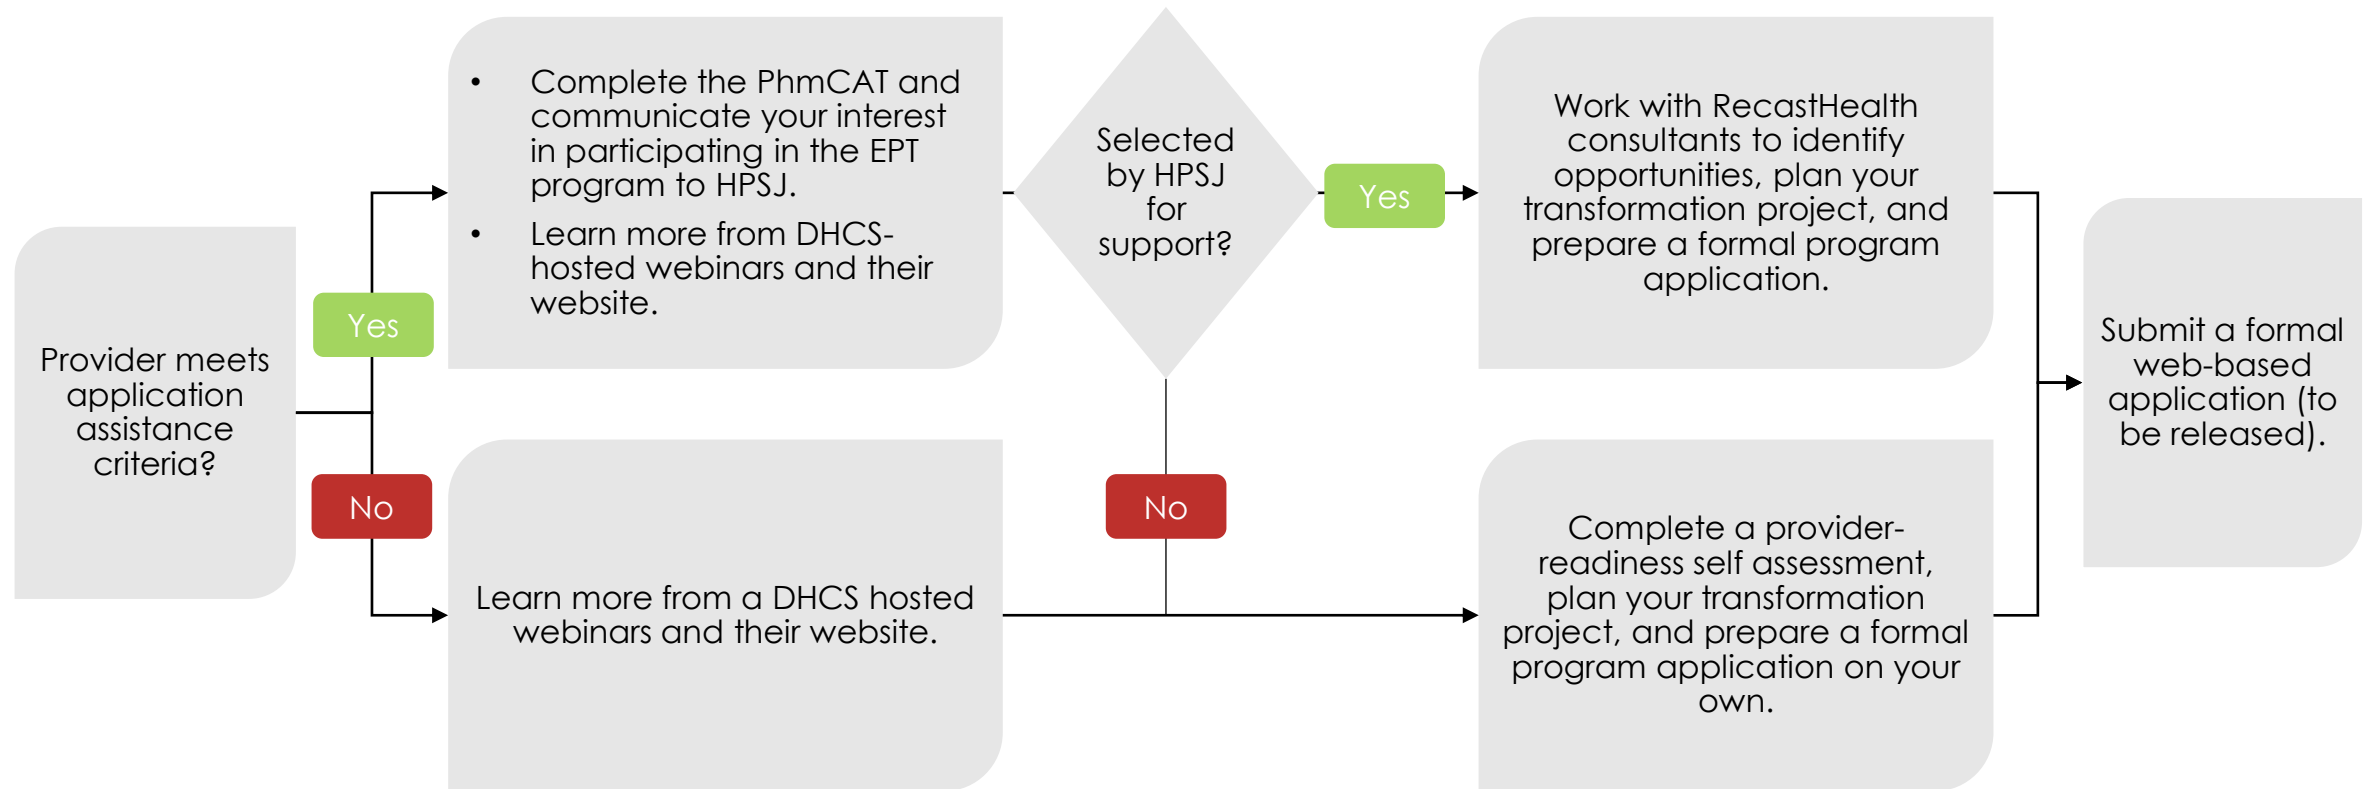 Provider meets
application
assistance
criteria?
Yes
No
• Complete the PhmCAT and
communicate your interest
in participating in the EPT
program to HPSJ.
• Learn more from DHCS-
hosted webinars and their
website.
Learn more from a DHCS hosted
webinars and their website.
Selected
by HPSJ
for
support?
Yes
No
Work with RecastHealth
consultants to identify
opportunities, plan your
transformation project, and
prepare a formal program
application.
Complete a provider-
readiness self assessment,
plan your transformation
project, and prepare a formal
program application on your
own.
Submit a formal
web-based
application (to
be released).